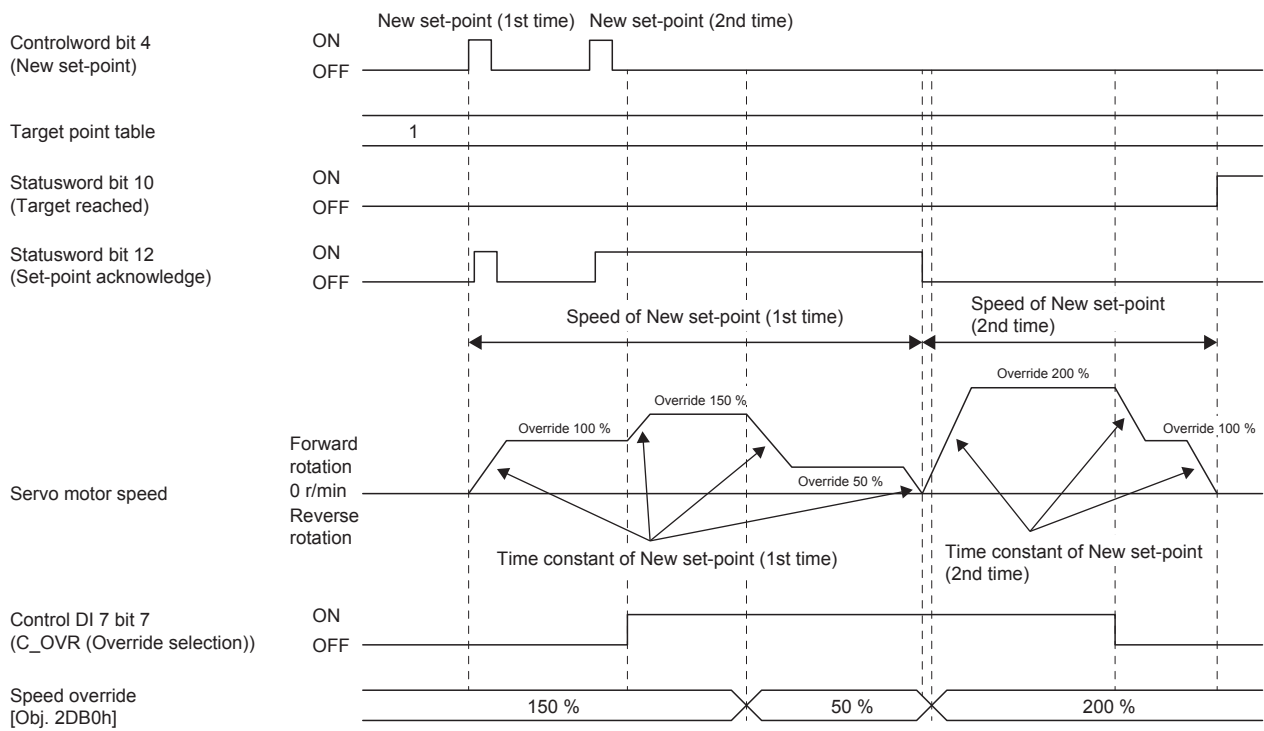 New set-point (1st time) New set-point (2nd time)
Controlword bit 4
(New set-point)
ON
OFF
Target point table
1
Statusword bit 10
(Target reached)
ON
OFF
Statusword bit 12
(Set-point acknowledge)
ON
OFF
Speed of New set-point (1st time)
Speed of New set-point
(2nd time)
Servo motor speed
Forward
rotation
0 r/min
Reverse
rotation
Override 100 %
Override 150 %
Override 50 %
Override 200 %
Override 100 %
Time constant of New set-point (1st time)
Time constant of New set-point
(2nd time)
Control DI 7 bit 7
(C_OVR (Override selection))
ON
OFF
Speed override
[Obj. 2DB0h]
150 %
50 %
200 %